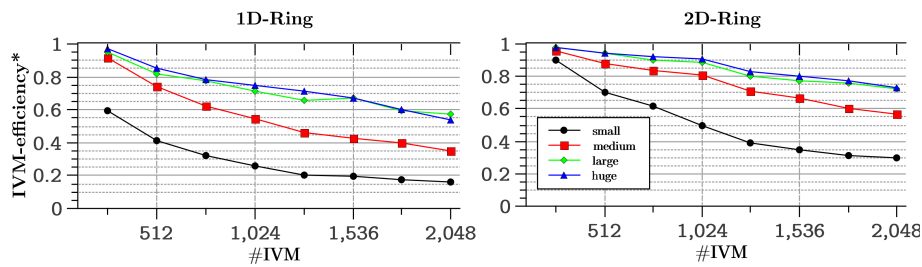 1D-Ring
IVM-efficiency*
1
0.8
0.6
0.4
0.2
0
512
1,024
1,536
2,048
#IVM
2D-Ring
1
0.8
0.6
0.4
0.2
0
small
medium
large
huge
512
1,024
1,536
2,048
#IVM